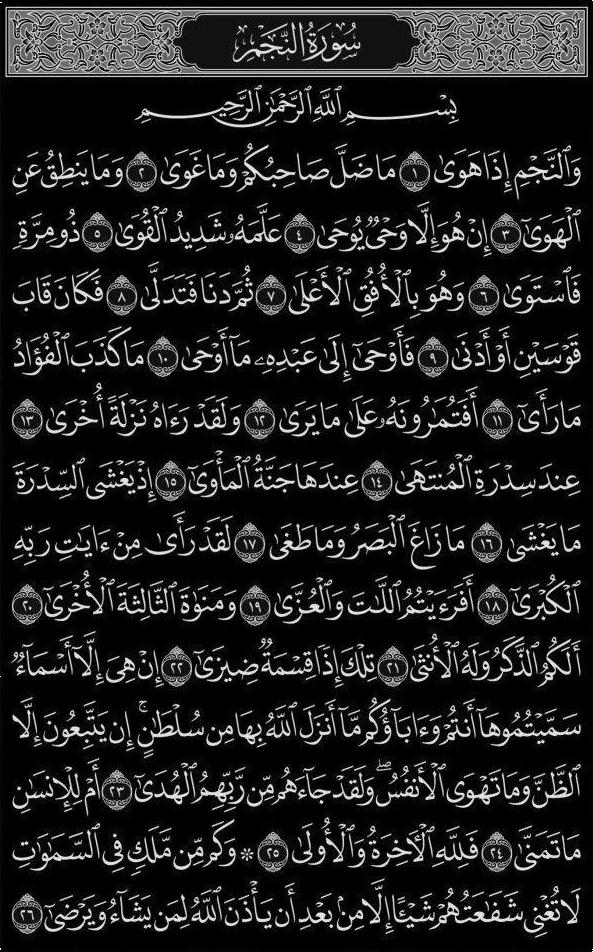 سُورَةُ النَّجْمِ
بِسْمِ ٱللَّهِ ٱلرَّحْمَٰنِ ٱلرَّحِيمِ
وَٱلنَّجْمِ إِذَا هَوَىٰ ١ مَا ضَلَّ صَاحِبُكُمْ وَمَا غَوَىٰ ٢ وَمَا يَنطِقُ عَنِ
ٱلْهَوَىٰٓ ٣ إِنْ هُوَ إِلَّا وَحْىٌ يُوحَىٰ ٤ عَلَّمَهُۥ شَدِيدُ ٱلْقُوَىٰ ٥ ذُو مِرَّةٍ
فَٱسْتَوَىٰ ٦ وَهُوَ بِٱلْأُفُقِ ٱلْأَعْلَىٰ ٧ ثُمَّ دَنَا فَتَدَلَّىٰ ٨ فَكَانَ قَابَ
قَوْسَيْنِ أَوْ أَدْنَىٰ ٩ فَأَوْحَىٰٓ إِلَىٰ عَبْدِهِۦ مَآ أَوْحَىٰ ١٠ مَا كَذَبَ ٱلْفُؤَادُ
مَا رَأَىٰٓ ١١ أَفَتُمَٰرُونَهُۥ عَلَىٰ مَا يَرَىٰ ١٢ وَلَقَدْ رَءَاهُ نَزْلَةً أُخْرَىٰ ١٣
عِندَ سِدْرَةِ ٱلْمُنتَهَىٰ ١٤ عِندَهَا جَنَّةُ ٱلْمَأْوَىٰٓ ١٥ إِذْ يَغْشَى ٱلسِّدْرَةَ
مَا يَغْشَىٰ ١٦ مَا زَاغَ ٱلْبَصَرُ وَمَا طَغَىٰ ١٧ لَقَدْ رَأَىٰ مِنْ ءَايَٰتِ رَبِّهِ
ٱلْكُبْرَىٰٓ ١٨ أَفَرَءَيْتُمُ ٱللَّٰتَ وَٱلْعُزَّىٰ ١٩ وَمَنَوٰةَ ٱلثَّالِثَةَ ٱلْأُخْرَىٰٓ ٢٠
أَلَكُمُ ٱلذَّكَرُ وَلَهُ ٱلْأُنثَىٰ ٢١ تِلْكَ إِذًا قِسْمَةٌ ضِيزَىٰٓ ٢٢ إِنْ هِىَ إِلَّآ أَسْمَآءٌ
سَمَّيْتُمُوهَآ أَنتُمْ وَءَابَآؤُكُم مَّآ أَنزَلَ ٱللَّهُ بِهَا مِن سُلْطَٰنٍ ۚ إِن يَتَّبِعُونَ إِلَّا
ٱلظَّنَّ وَمَا تَهْوَى ٱلْأَنفُسُ ۖ وَلَقَدْ جَآءَهُم مِّن رَّبِّهِمُ ٱلْهُدَىٰٓ ٢٣ أَمْ لِلْإِنسَٰنِ
مَا تَمَنَّىٰ ٢٤ فَلِلَّهِ ٱلْءَاخِرَةُ وَٱلْأُولَىٰ ٢٥ ۞ وَكَم مِّن مَّلَكٍ فِى ٱلسَّمَٰوَٰتِ
لَا تُغْنِى شَفَٰعَتُهُمْ شَيْـًٔا إِلَّا مِنۢ بَعْدِ أَن يَأْذَنَ ٱللَّهُ لِمَن يَشَآءُ وَيَرْضَىٰٓ ٢٦